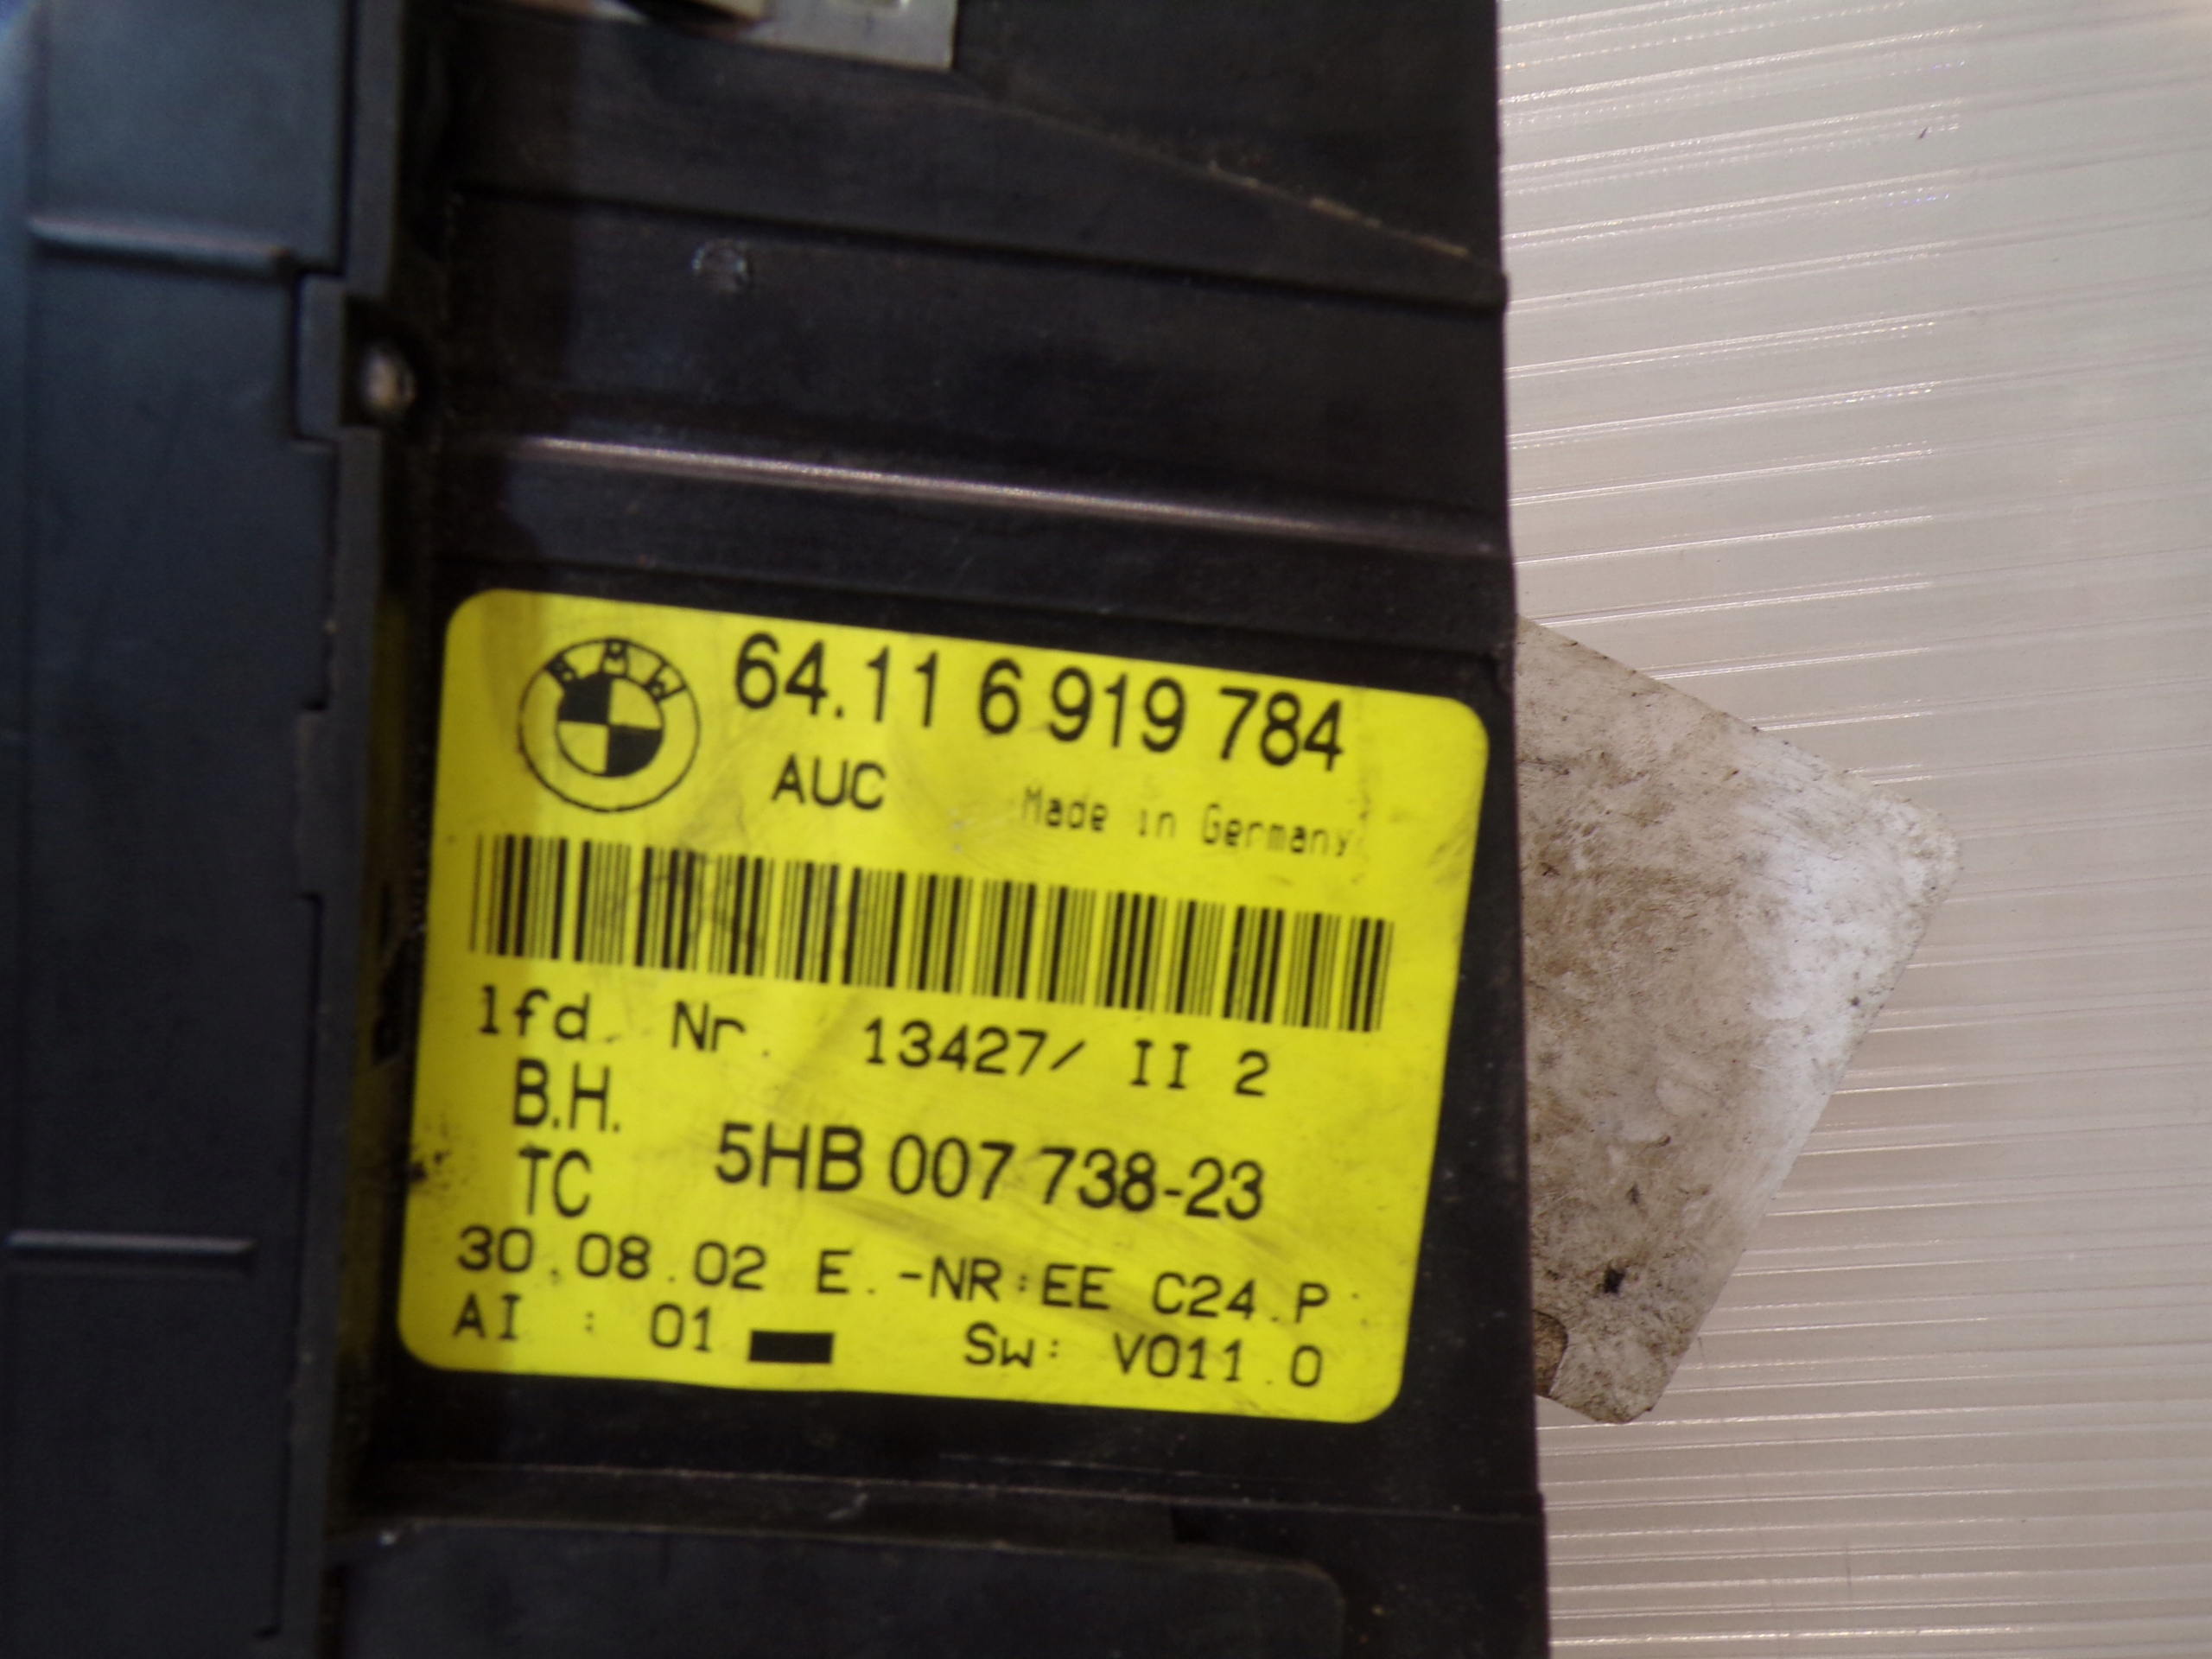 BMW
64.11 6 919 784
AUC Made in Germany
lfd. Nr. 13427/ II 2
B.H.
TC 5HB 007 738-23
30.08.02 E.-NR:EE C24.P
AI : 01 Sw: V011.0